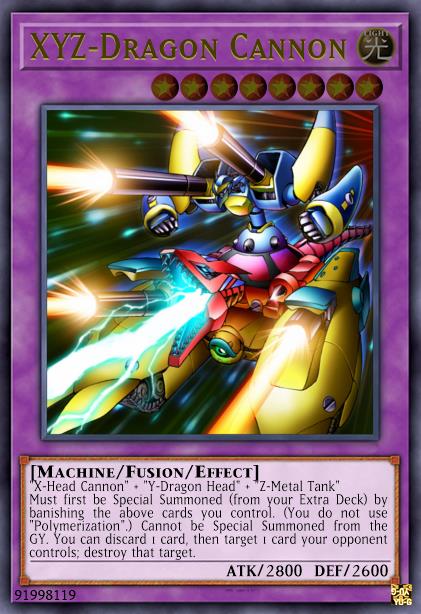 XYZ-Dragon Cannon
LIGHT
光
[Machine/Fusion/Effect]
"X-Head Cannon" + "Y-Dragon Head" + "Z-Metal Tank"
Must first be Special Summoned (from your Extra Deck) by
banishing the above cards you control. (You do not use
"Polymerization".) Cannot be Special Summoned from the
GY. You can discard 1 card, then target 1 card your opponent
controls; destroy that target.
ATK/2800 DEF/2600
91998119